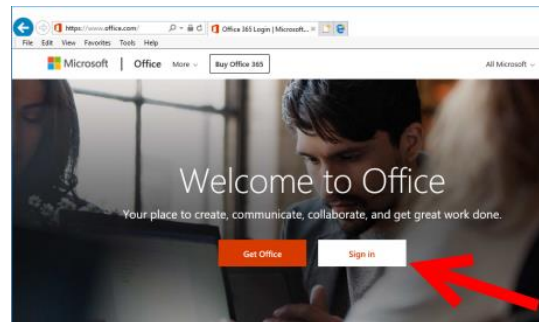 https://www.office.com/ Office 365 Login | Microsoft...
File Edit View Favorites Tools Help
Microsoft | Office More Buy Office 365 All Microsoft
Welcome to Office
Your place to create, communicate, collaborate, and get great work done.
Get Office Sign in